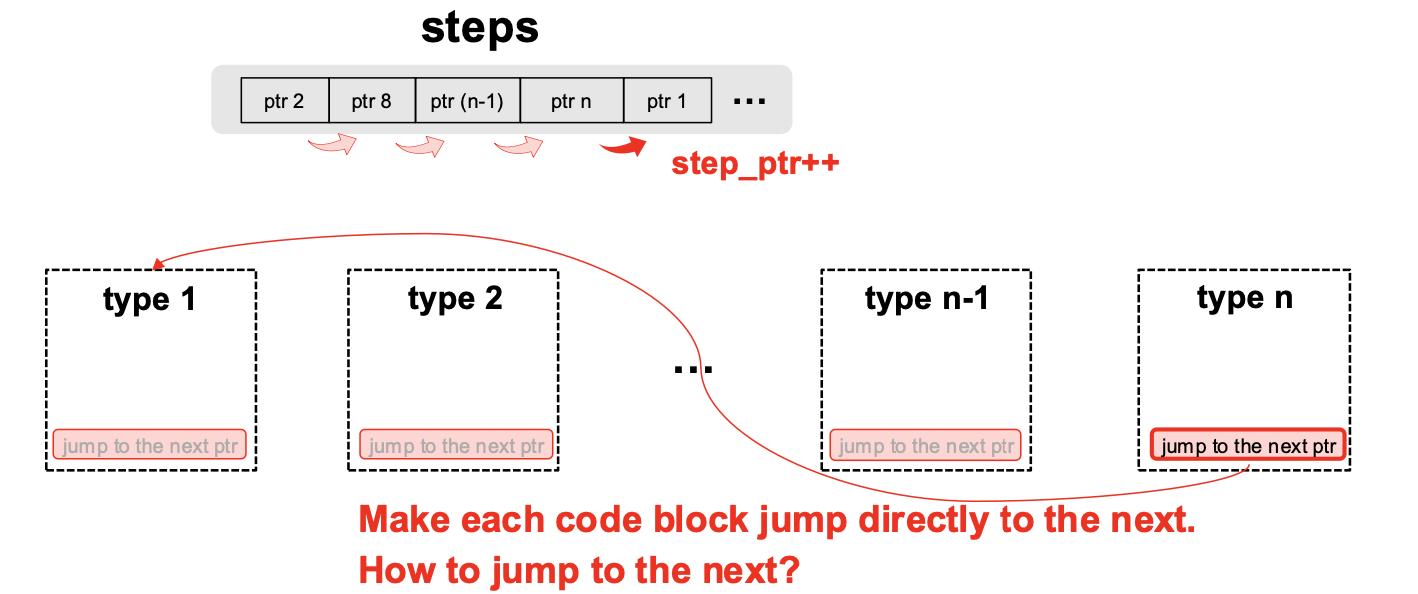 steps
ptr 2 ptr 8 ptr (n-1) ptr n ptr 1 ...
step_ptr++
type 1 type 2 type n-1 type n
...
jump to the next ptr jump to the next ptr jump to the next ptr jump to the next ptr
Make each code block jump directly to the next.
How to jump to the next?